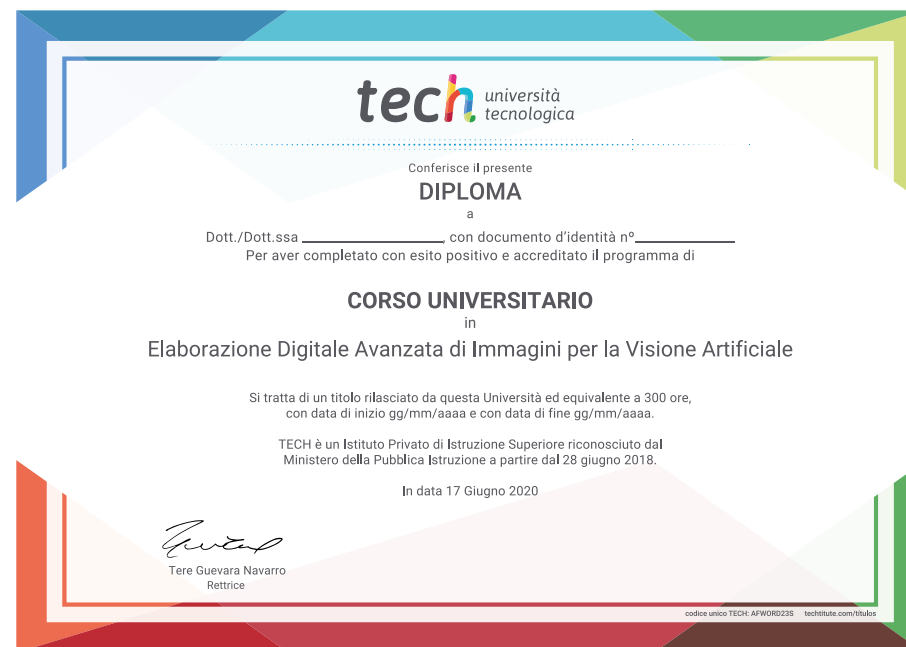 tech università
tecnologica
Conferisce il presente
DIPLOMA
a
Dott./Dott.ssa ________________, con documento d'identità nº____________
Per aver completato con esito positivo e accreditato il programma di
CORSO UNIVERSITARIO
in
Elaborazione Digitale Avanzata di Immagini per la Visione Artificiale
Si tratta di un titolo rilasciato da questa Università ed equivalente a 300 ore,
con data di inizio gg/mm/aaaa e con data di fine gg/mm/aaaa.
TECH è un Istituto Privato di Istruzione Superiore riconosciuto dal
Ministero della Pubblica Istruzione a partire dal 28 giugno 2018.
In data 17 Giugno 2020
Tere Guevara Navarro
Rettrice
codice unico TECH: AFWORD23S techtitute.com/titulos